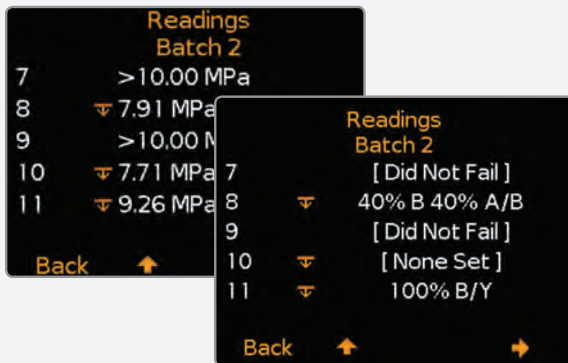 Readings
Batch 2
7 >10.00 MPa
8 7.91 MPa
9 >10.00
10 7.71 MPa
11 9.26 MPa
Back
Readings
Batch 2
7 [ Did Not Fail ]
8 40% B 40% A/B
9 [ Did Not Fail ]
10 [ None Set ]
11 100% B/Y
Back